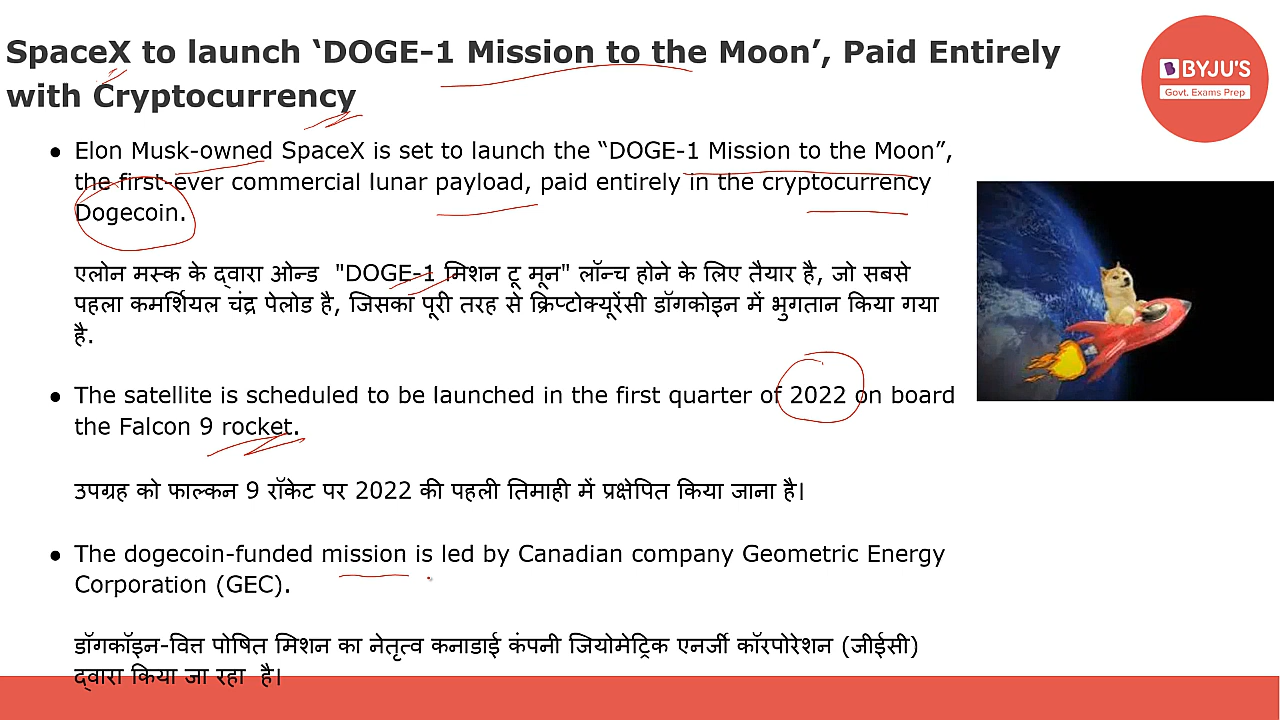 SpaceX to launch ‘DOGE-1 Mission to the Moon’, Paid Entirely
with Cryptocurrency
BYJU'S
Govt. Exams Prep
● Elon Musk-owned SpaceX is set to launch the “DOGE-1 Mission to the Moon”,
the first-ever commercial lunar payload, paid entirely in the cryptocurrency
Dogecoin.
एलोन मस्क के द्वारा ओन्ड "DOGE-1 मिशन टू मून" लॉन्च होने के लिए तैयार है, जो सबसे
पहला कमर्शियल चंद्र पेलोड है, जिसका पूरी तरह से क्रिप्टोक्यूरेंसी डॉगकोइन में भुगतान किया गया
है.
● The satellite is scheduled to be launched in the first quarter of 2022 on board
the Falcon 9 rocket.
उपग्रह को फाल्कन 9 रॉकेट पर 2022 की पहली तिमाही में प्रक्षेपित किया जाना है।
● The dogecoin-funded mission is led by Canadian company Geometric Energy
Corporation (GEC).
डॉगकॉइन-वित्त पोषित मिशन का नेतृत्व कनाडाई कंपनी जियोमेट्रिक एनर्जी कॉरपोरेशन (जीईसी)
द्वारा किया जा रहा है।